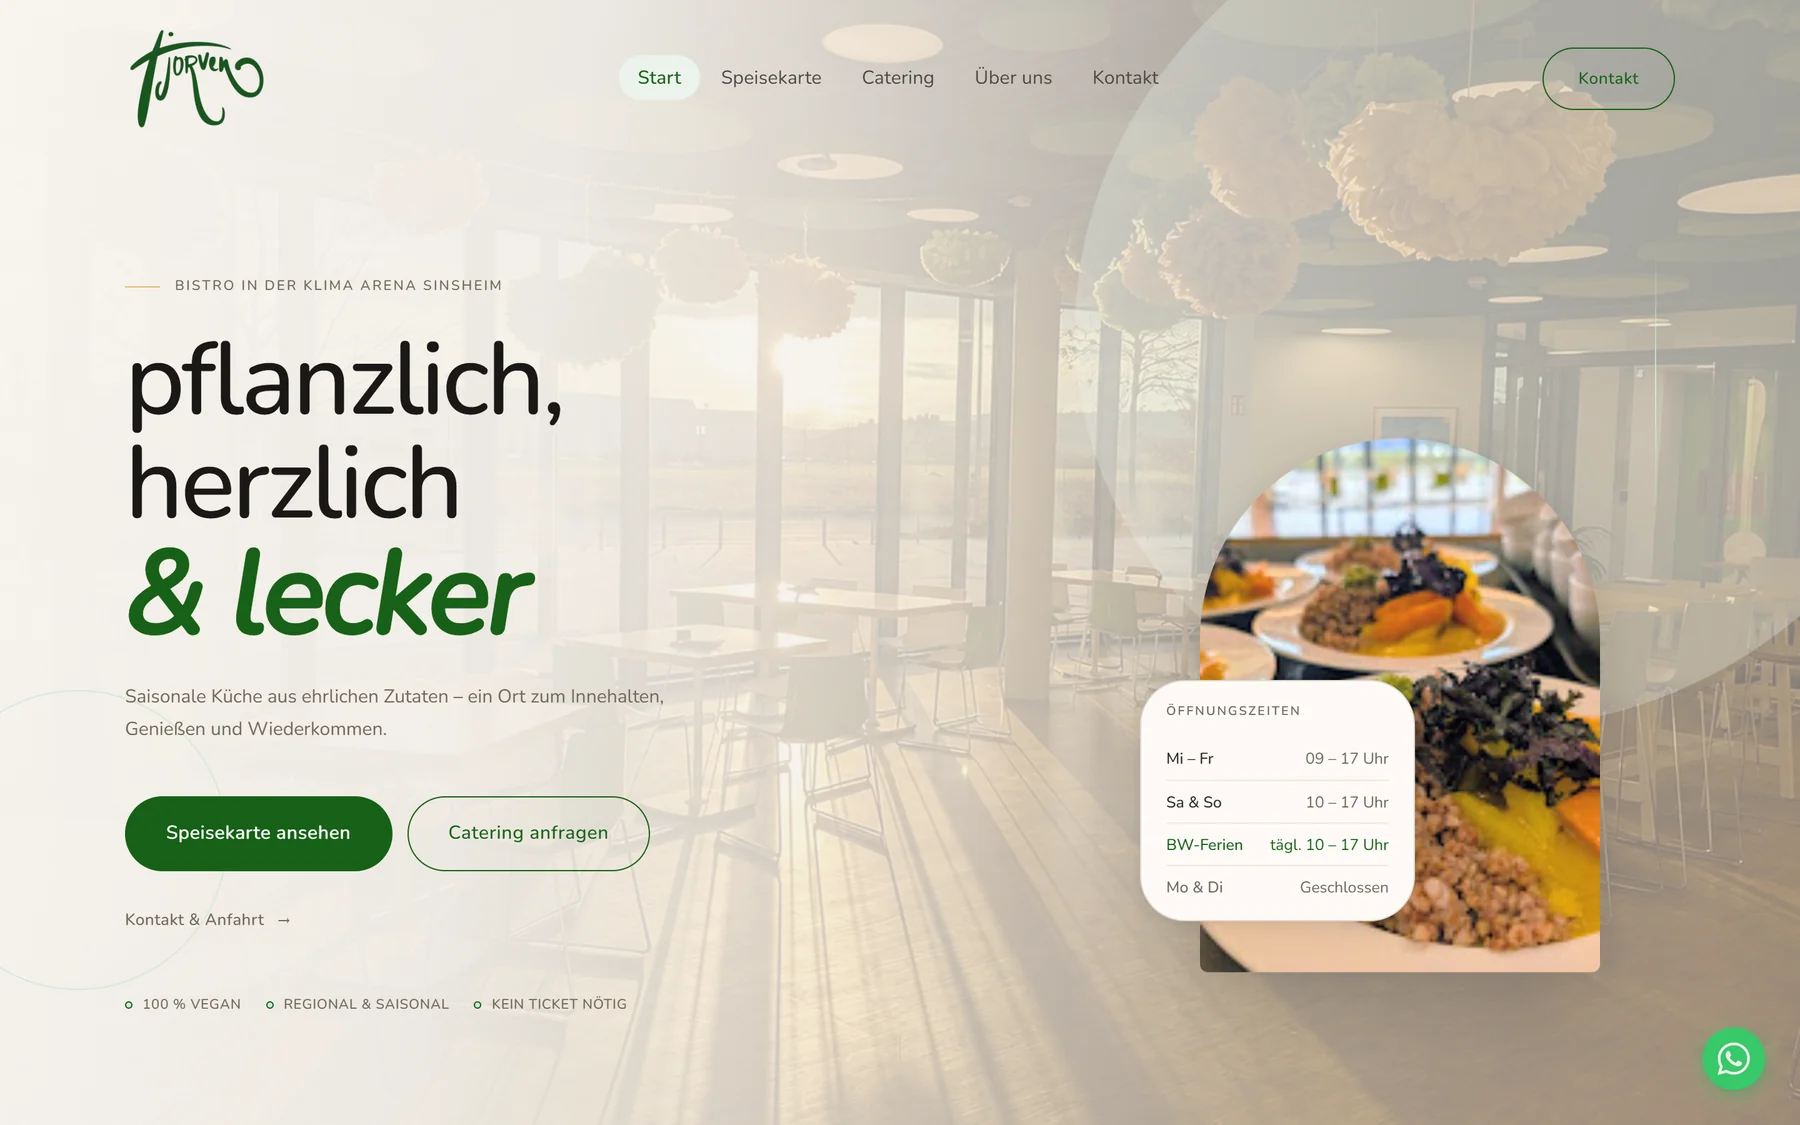 Tjorven
Start
Speisekarte
Catering
Über uns
Kontakt
Kontakt
BISTRO IN DER KLIMA ARENA SINSHEIM
pflanzlich,
herzlich
& lecker
Saisonale Küche aus ehrlichen Zutaten – ein Ort zum Innehalten,
Genießen und Wiederkommen.
Speisekarte ansehen
Catering anfragen
Kontakt & Anfahrt →
100 % VEGAN
REGIONAL & SAISONAL
KEIN TICKET NÖTIG
ÖFFNUNGSZEITEN
Mi – Fr 09 – 17 Uhr
Sa & So 10 – 17 Uhr
BW-Ferien tägl. 10 – 17 Uhr
Mo & Di Geschlossen